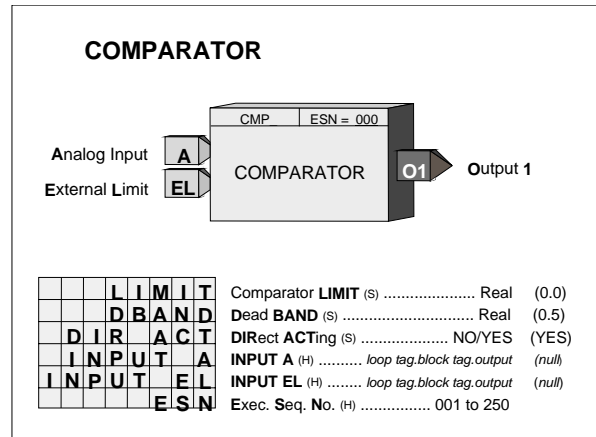 COMPARATOR
CMP_ ESN = 000
Analog Input A
External Limit EL
COMPARATOR
O1 Output 1
LIMIT Comparator LIMIT (S) ..................... Real (0.0)
DBAND Dead BAND (S) ................................ Real (0.5)
DIR ACT DIRect ACTing (S) .................... NO/YES (YES)
INPUT A INPUT A (H) ......... loop tag.block tag.output (null)
INPUT EL INPUT EL (H) ....... loop tag.block tag.output (null)
ESN Exec. Seq. No. (H) ................ 001 to 250